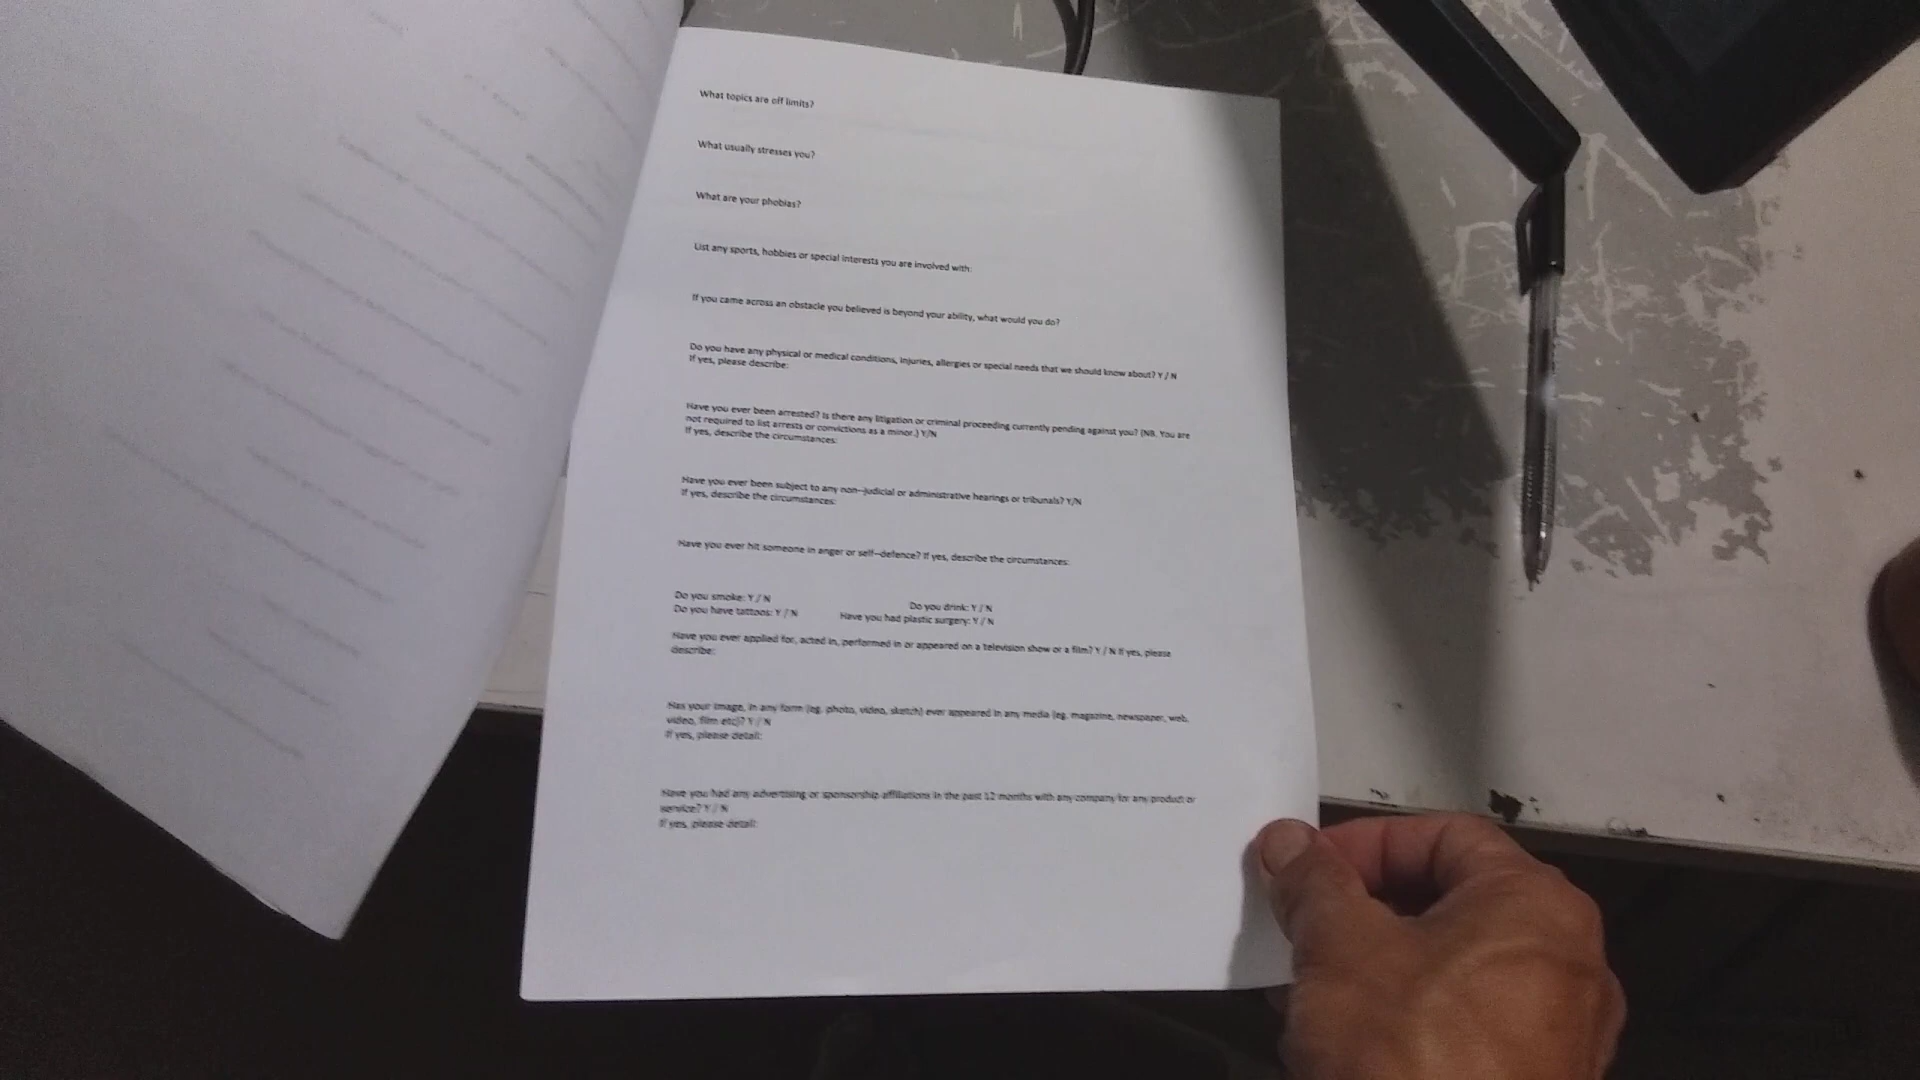 What topics are off limits?
What usually stresses you?
What are your phobias?
List any sports, hobbies or special interests you are involved with:
If you came across an obstacle you believed is beyond your ability, what would you do?
Do you have any physical or medical conditions, injuries, allergies or special needs that we should know about? Y / N
If yes, please describe:
Have you ever been arrested? Is there any litigation or criminal proceeding currently pending against you? (NB. You are
not required to list arrests or convictions as a minor.) Y/N
If yes, describe the circumstances:
Have you ever been subject to any non--judicial or administrative hearings or tribunals? Y/N
If yes, describe the circumstances:
Have you ever hit someone in anger or self--defence? If yes, describe the circumstances:
Do you smoke: Y / N Do you drink: Y / N
Do you have tattoos: Y / N Have you had plastic surgery: Y / N
Have you ever applied for, acted in, performed in or appeared on a television show or a film? Y / N If yes, please
describe:
Has your image, in any form (eg. photo, video, sketch) ever appeared in any media (eg. magazine, newspaper, web,
video, film etc)? Y / N
If yes, please detail:
Have you had any advertising or sponsorship affiliations in the past 12 months with any company for any product or
service? Y / N
If yes, please detail: